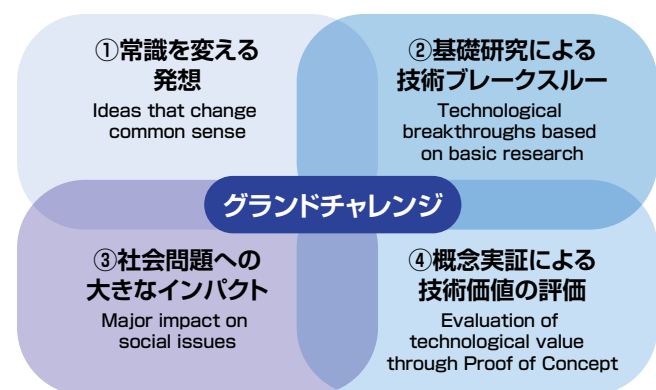 ①常識を変える
発想
Ideas that change
common sense
②基礎研究による
技術ブレークスルー
Technological
breakthroughs based
on basic research
グランドチャレンジ
③社会問題への
大きなインパクト
Major impact on
social issues
④概念実証による
技術価値の評価
Evaluation of
technological value
through Proof of Concept